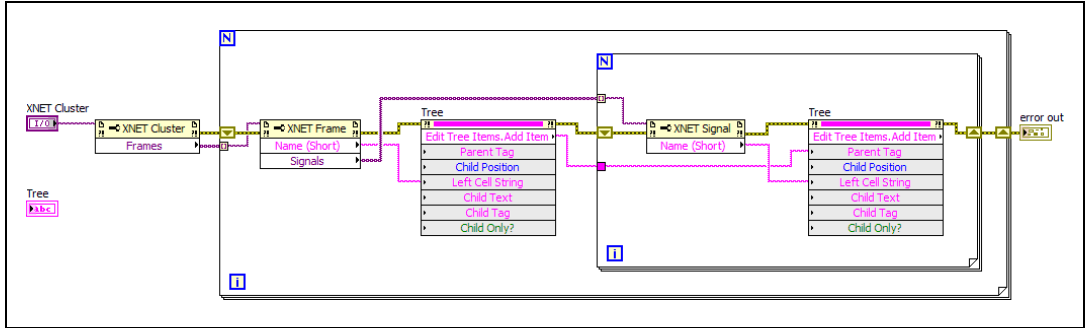 N
N
XNET Cluster
I/O
XNET Cluster
Frames
XNET Frame
Name (Short)
Signals
Tree
Edit Tree Items.Add Item
Parent Tag
Child Position
Left Cell String
Child Text
Child Tag
Child Only?
XNET Signal
Name (Short)
Tree
Edit Tree Items.Add Item
Parent Tag
Child Position
Left Cell String
Child Text
Child Tag
Child Only?
error out
Tree
abc
i
i